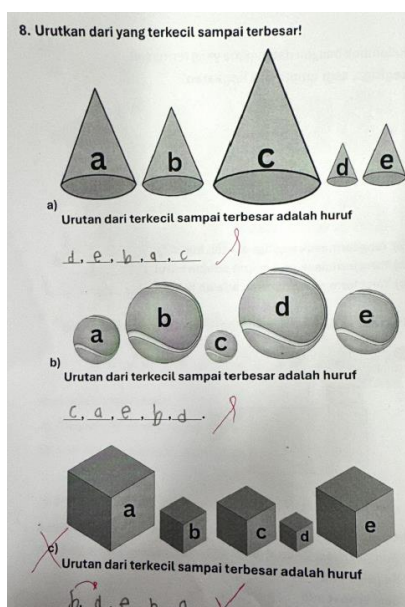 8. Urutkan dari yang terkecil sampai terbesar!
a b c d e
a)
Urutan dari terkecil sampai terbesar adalah huruf
d, e, b, a, c
a b c d e
b)
Urutan dari terkecil sampai terbesar adalah huruf
c, a, e, b, d.
a b c d e
c)
Urutan dari terkecil sampai terbesar adalah huruf
b, d, e, b, a